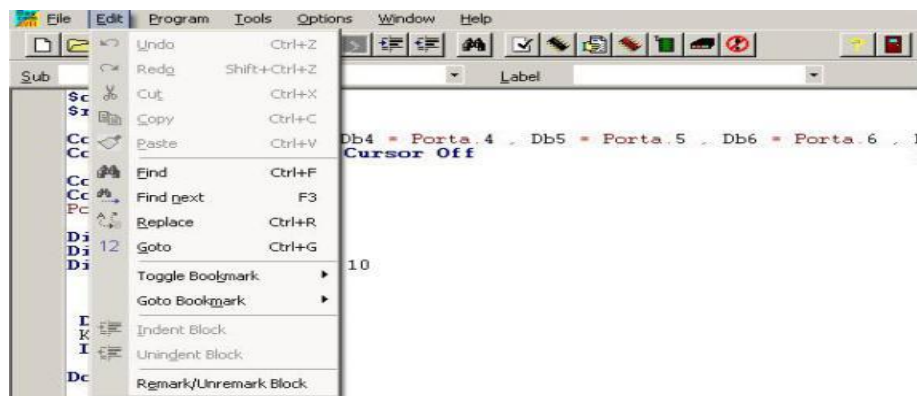 File Edit Program Tools Options Window Help
Sub Label
Undo Ctrl+Z
Redo Shift+Ctrl+Z
Cut Ctrl+X
Copy Ctrl+C
Paste Ctrl+V
Find Ctrl+F
Find next F3
Replace Ctrl+R
12 Goto Ctrl+G
Toggle Bookmark
Goto Bookmark
Indent Block
Unindent Block
Remark/Unremark Block
Db4 = Porta.4 , Db5 = Porta.5 , Db6 = Porta.6 ,
Cursor Off
10